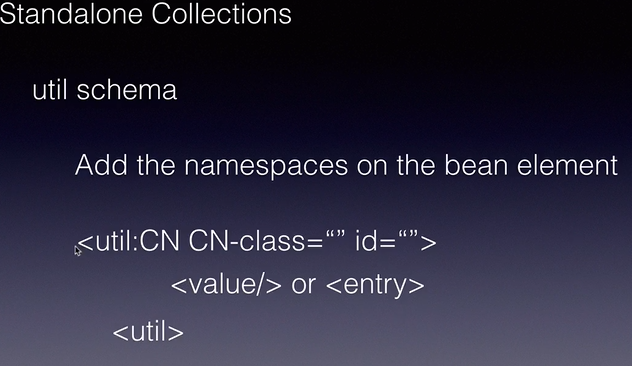 Standalone Collections
util schema
Add the namespaces on the bean element
<util:CN CN-class=“” id=“”>
<value/> or <entry>
<util>